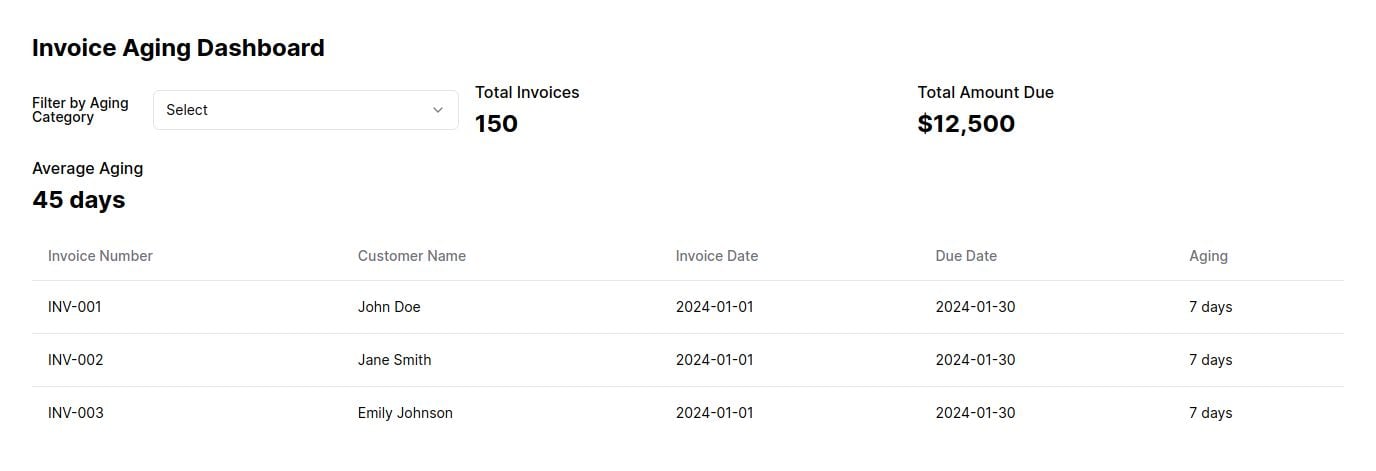 Invoice Aging Dashboard
Filter by Aging
Category
Select
Total Invoices
150
Total Amount Due
$12,500
Average Aging
45 days
Invoice Number Customer Name Invoice Date Due Date Aging
INV-001 John Doe 2024-01-01 2024-01-30 7 days
INV-002 Jane Smith 2024-01-01 2024-01-30 7 days
INV-003 Emily Johnson 2024-01-01 2024-01-30 7 days